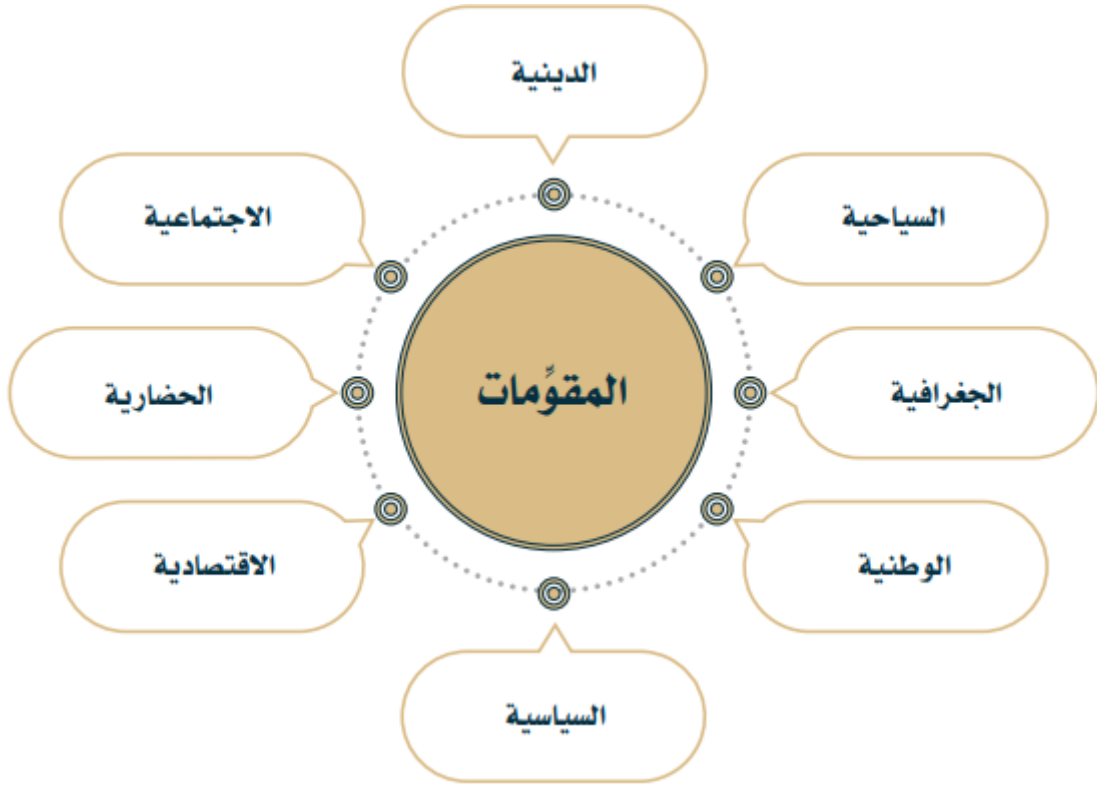 الدينية
السياحية
الاجتماعية
الجغرافية
المقوِّمات
الحضارية
الوطنية
الاقتصادية
السياسية